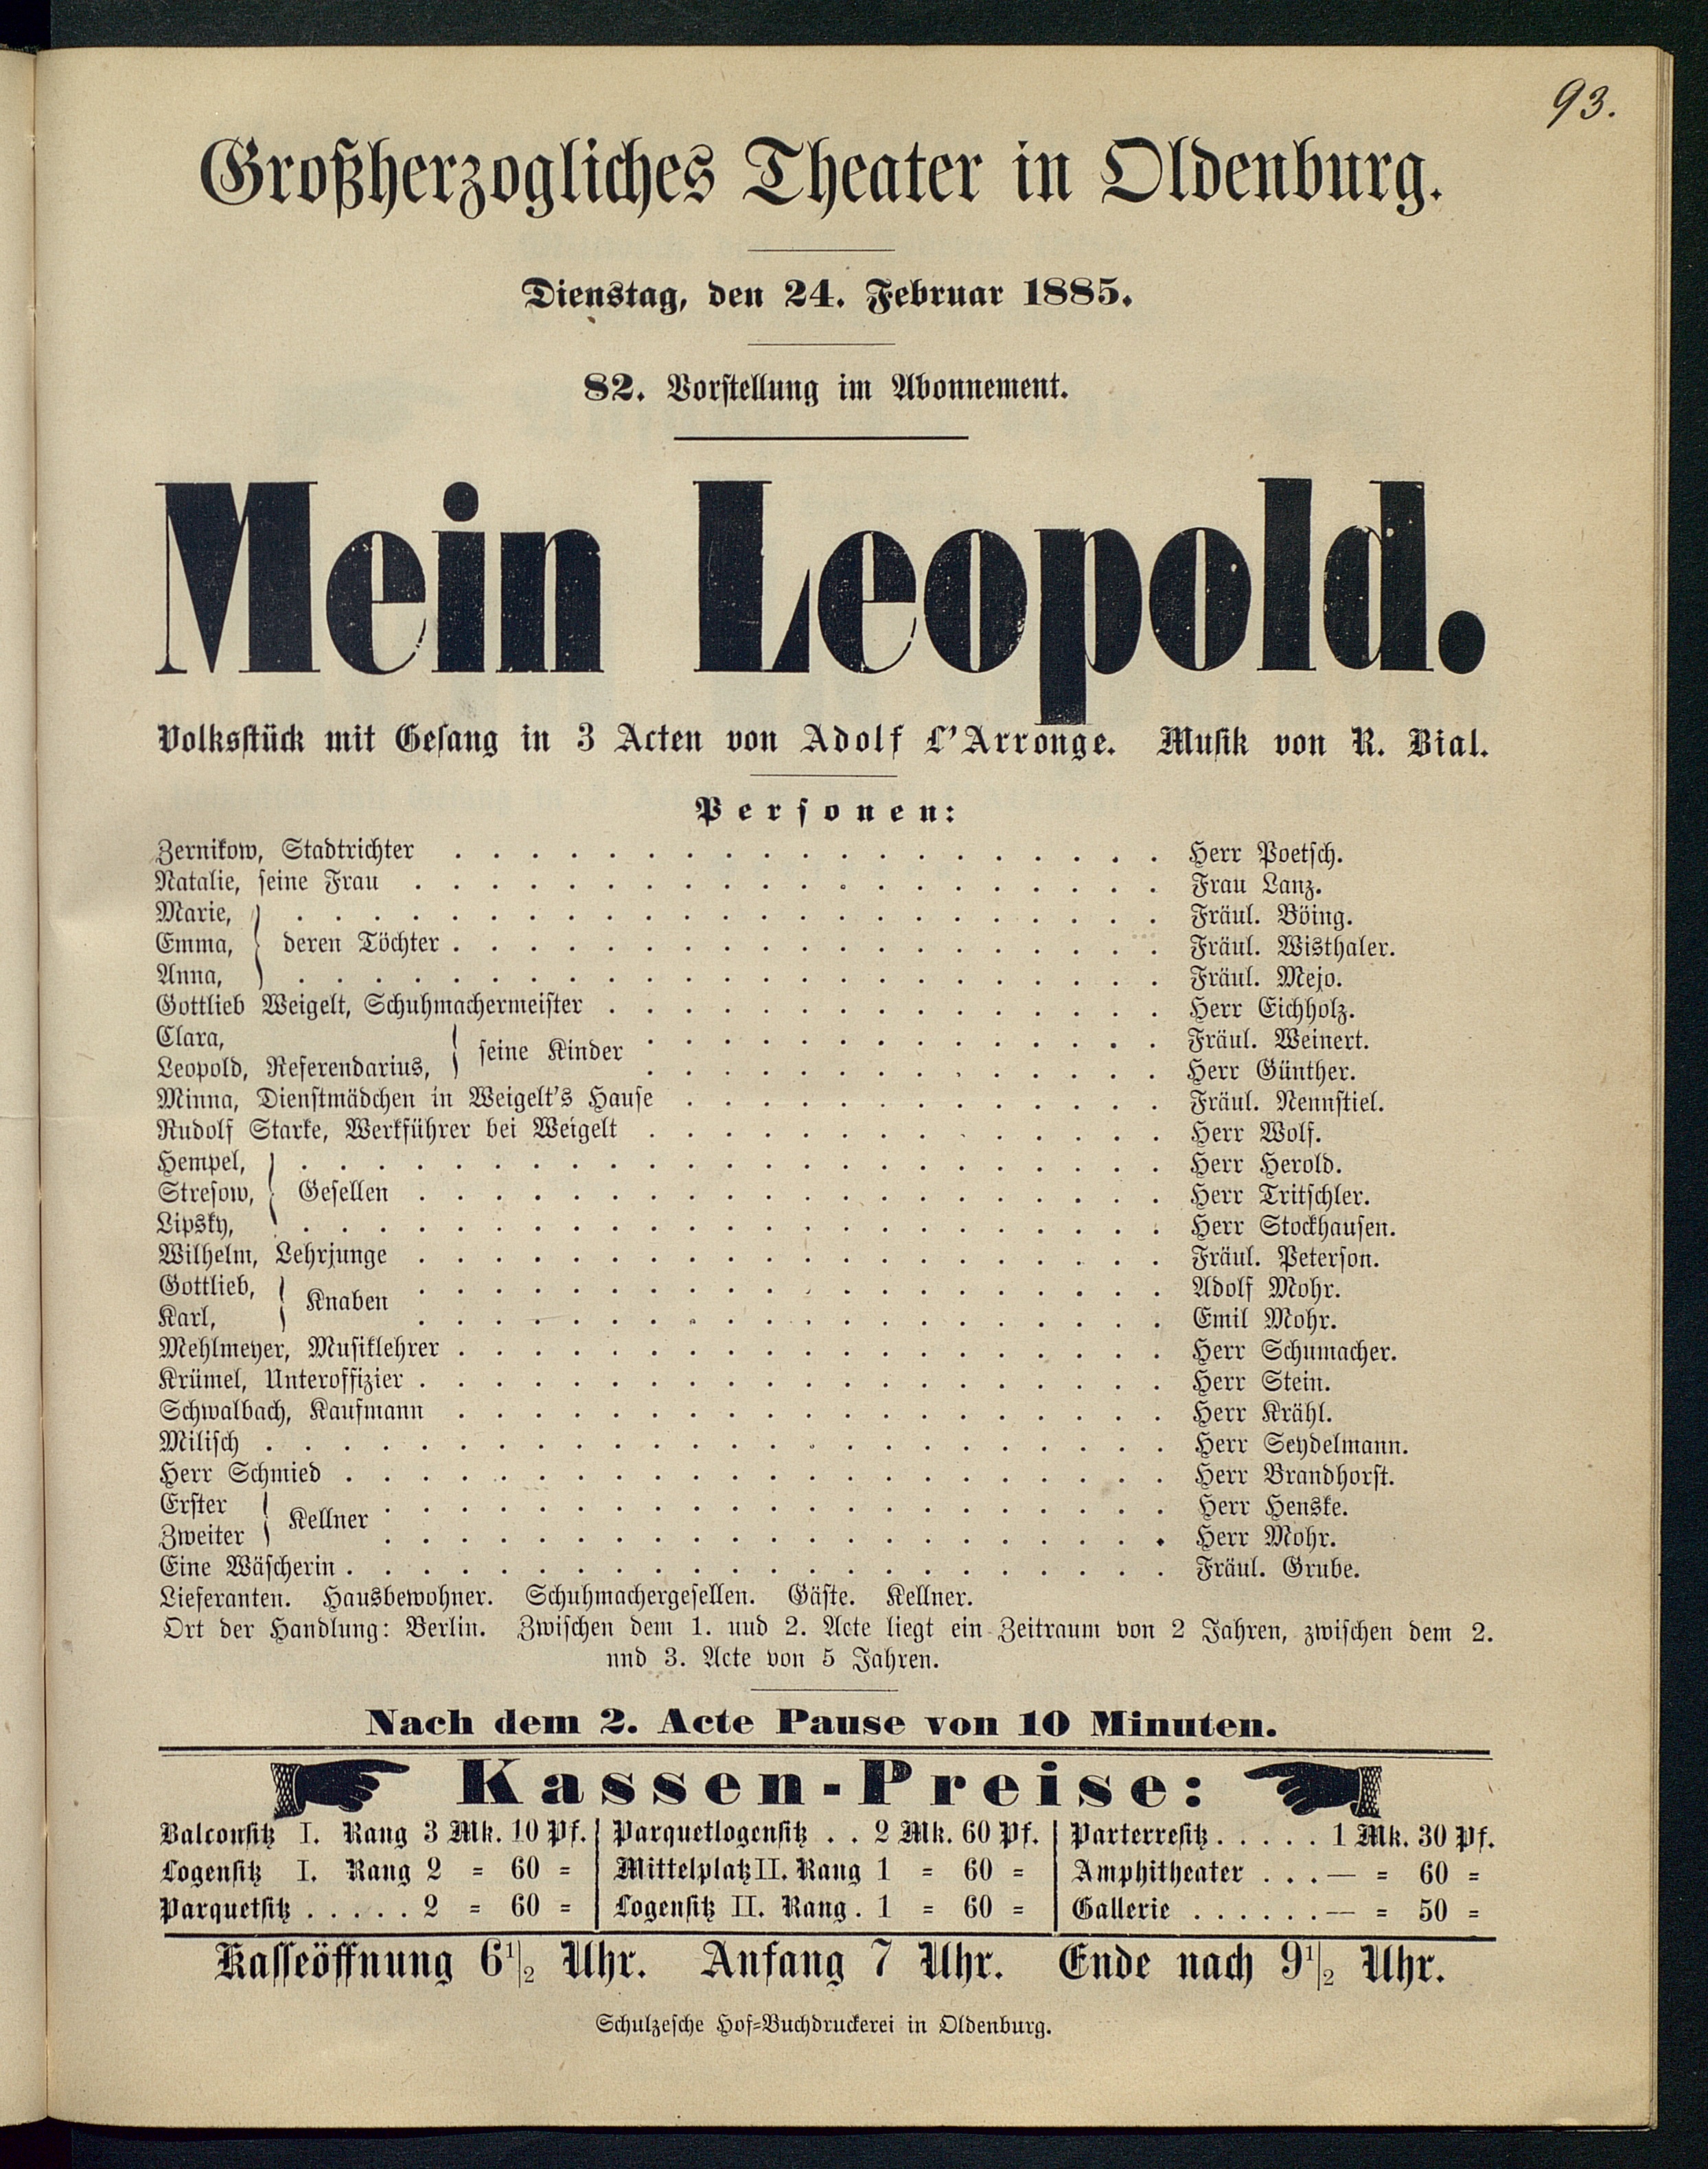 93.
Großherzogliches Theater in Oldenburg.
Dienstag, den 24. Februar 1885.
82. Vorstellung im Abonnement.
Mein Leopold.
Volksstück mit Gesang in 3 Acten von Adolf L'Arronge. Musik von R. Bial.
Personen:
Zernikow, Stadtrichter . . . . . . . . . . . . . . . . . . . Herr Poetsch.
Natalie, seine Frau . . . . . . . . . . . . . . . . . . . . Frau Lanz.
Marie, . . . . . . . . . . . . . . . . . . . . . . . Fräul. Böing.
Emma, } deren Töchter . . . . . . . . . . . . . . . . . . . Fräul. Wisthaler.
Anna, . . . . . . . . . . . . . . . . . . . . . . . Fräul. Mejo.
Gottlieb Weigelt, Schuhmachermeister . . . . . . . . . . . . . . . Herr Eichholz.
Clara, . . . . . . . . . . . . . . Fräul. Weinert.
} seine Kinder
Leopold, Referendarius, . . . . . . . . . . . . . . Herr Günther.
Minna, Dienstmädchen in Weigelt's Hause . . . . . . . . . . . . . Fräul. Nennstiel.
Rudolf Starke, Werkführer bei Weigelt . . . . . . . . . . . . . . Herr Wolf.
Hempel, . . . . . . . . . . . . . . . . . . . . . . . Herr Herold.
Stresow, } Gesellen . . . . . . . . . . . . . . . . . . . . Herr Tritschler.
Lipsky, . . . . . . . . . . . . . . . . . . . . . . . Herr Stockhausen.
Wilhelm, Lehrjunge . . . . . . . . . . . . . . . . . . . . Fräul. Peterson.
Gottlieb, . . . . . . . . . . . . . . . . . . . . Adolf Mohr.
} Knaben
Karl, . . . . . . . . . . . . . . . . . . . . Emil Mohr.
Mehlmeyer, Musiklehrer . . . . . . . . . . . . . . . . . . . Herr Schumacher.
Krümel, Unteroffizier . . . . . . . . . . . . . . . . . . . . Herr Stein.
Schwalbach, Kaufmann . . . . . . . . . . . . . . . . . . . Herr Krähl.
Milisch . . . . . . . . . . . . . . . . . . . . . . . . Herr Seydelmann.
Herr Schmied . . . . . . . . . . . . . . . . . . . . . . Herr Brandhorst.
Erster . . . . . . . . . . . . . . . . . . . . . Herr Henske.
} Kellner
Zweiter . . . . . . . . . . . . . . . . . . . . . Herr Mohr.
Eine Wäscherin . . . . . . . . . . . . . . . . . . . . . . Fräul. Grube.
Lieferanten. Hausbewohner. Schuhmachergesellen. Gäste. Kellner.
Ort der Handlung: Berlin. Zwischen dem 1. und 2. Acte liegt ein Zeitraum von 2 Jahren, zwischen dem 2.
und 3. Acte von 5 Jahren.
Nach dem 2. Acte Pause von 10 Minuten.
Kassen-Preise:
Balconsitz I. Rang 3 Mk. 10 Pf. | Parquetlogensitz . . 2 Mk. 60 Pf. | Parterresitz . . . . . 1 Mk. 30 Pf.
Logensitz I. Rang 2 = 60 = | Mittelplatz II. Rang 1 = 60 = | Amphitheater . . . — = 60 =
Parquetsitz . . . . . 2 = 60 = | Logensitz II. Rang . 1 = 60 = | Gallerie . . . . . . — = 50 =
Kasseöffnung 6 1/2 Uhr. Anfang 7 Uhr. Ende nach 9 1/2 Uhr.
Schulzesche Hof=Buchdruckerei in Oldenburg.